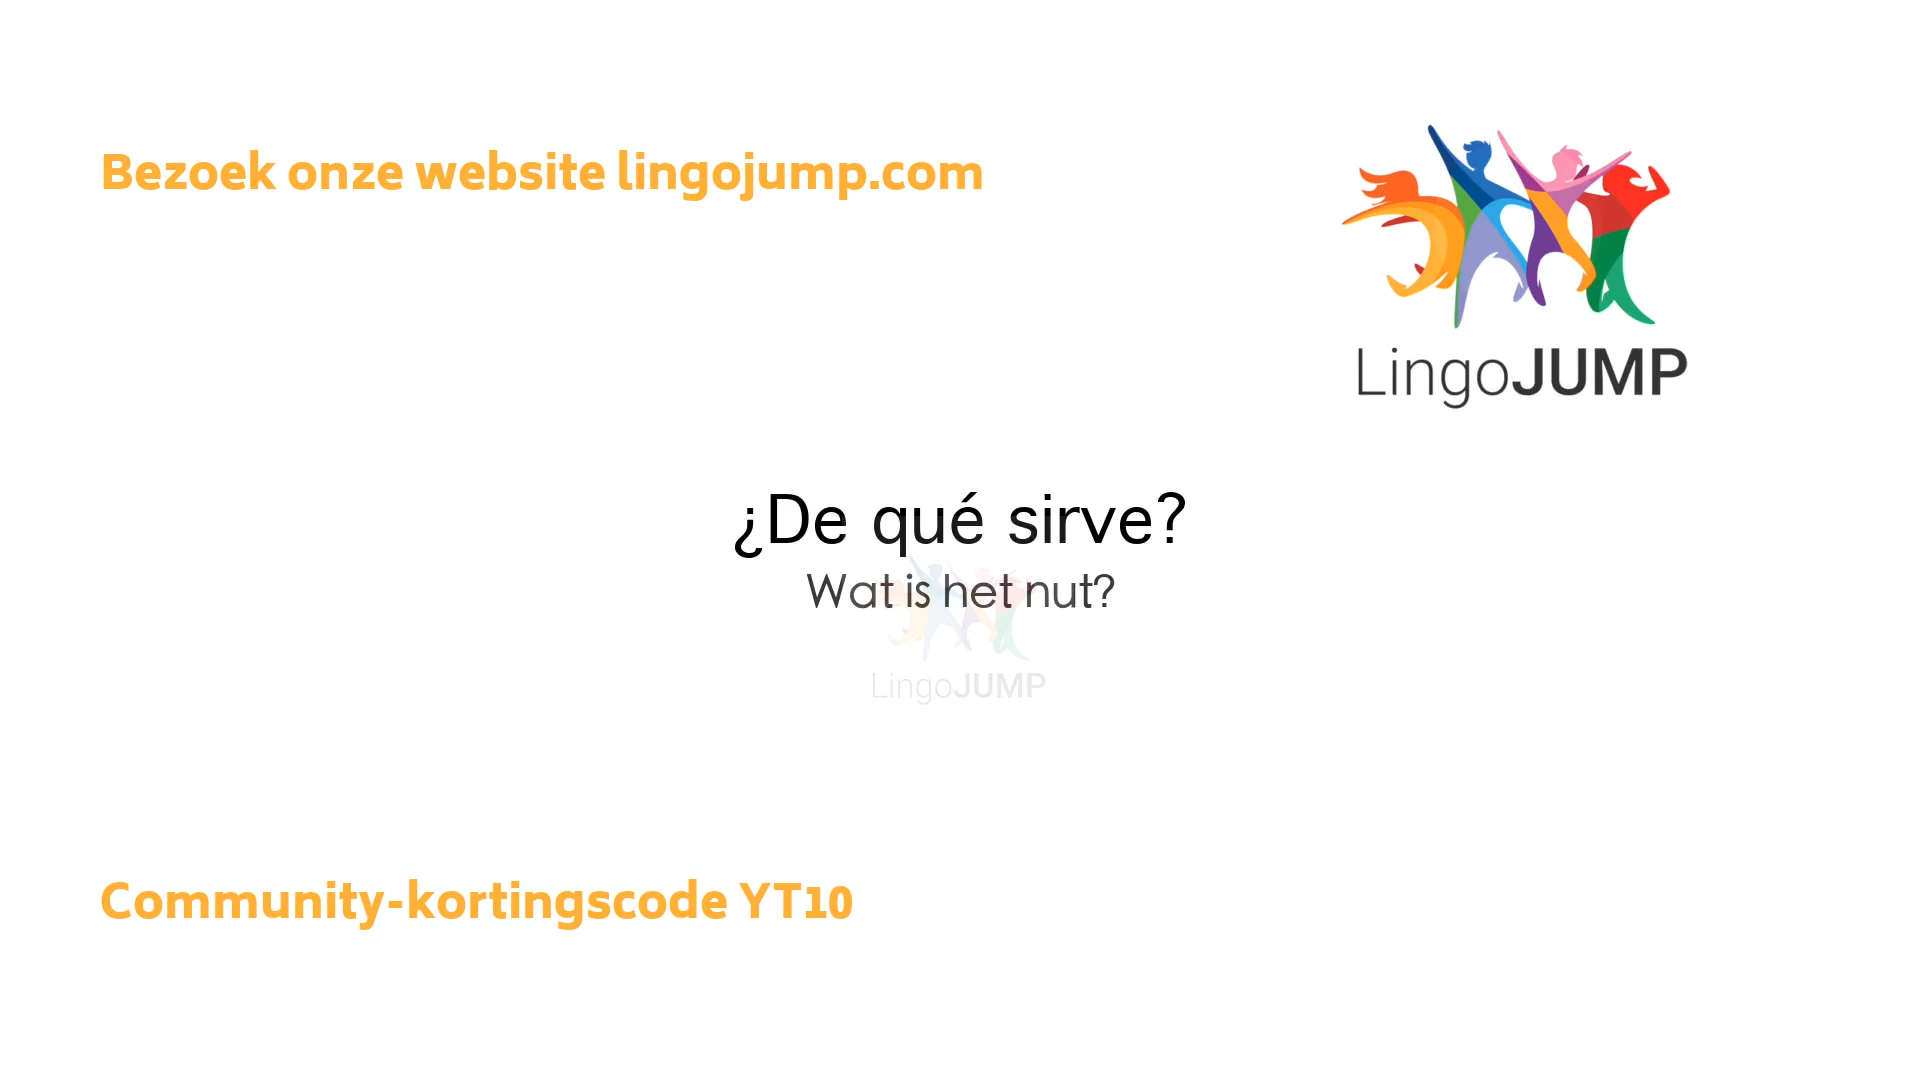 Bezoek onze website lingojump.com
LingoJUMP
¿De qué sirve?
Wat is het nut?
LingoJUMP
Community-kortingscode YT10